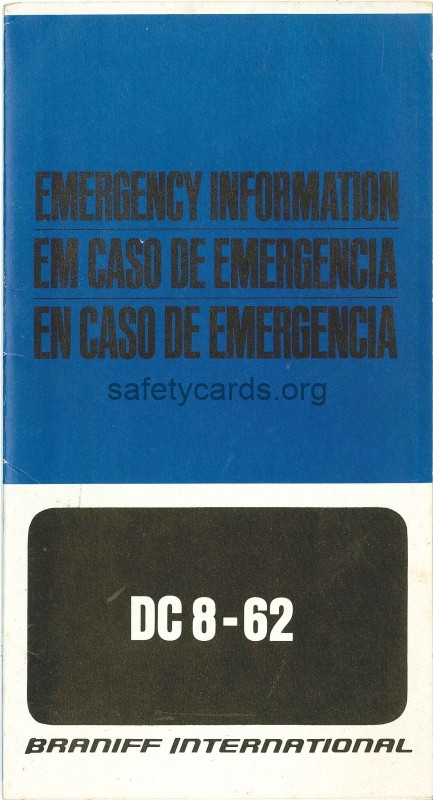 EMERGENCY INFORMATION
EM CASO DE EMERGENCIA
EN CASO DE EMERGENCIA
safetycards.org
DC 8-62
BRANIFF INTERNATIONAL